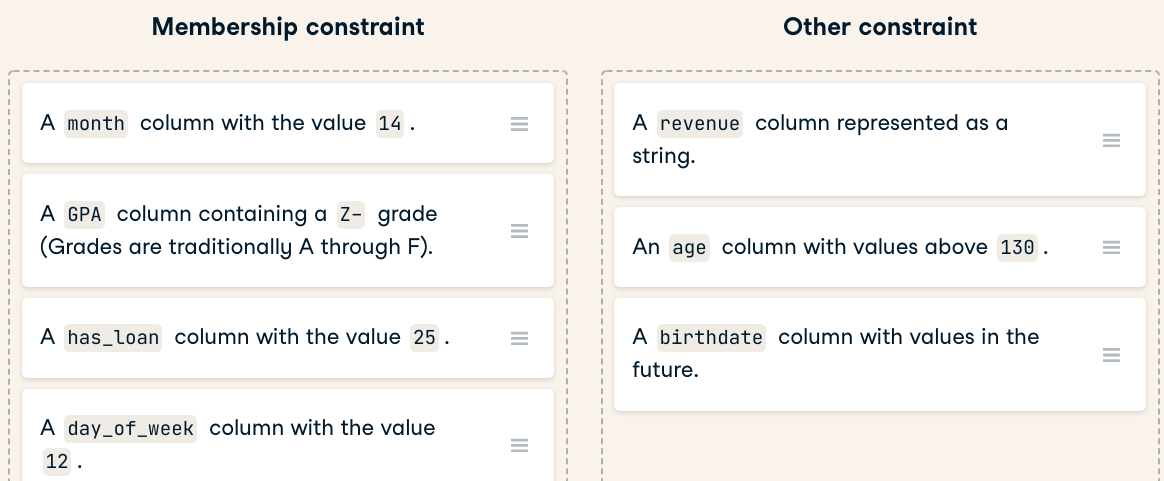 Membership constraint
A month column with the value 14 .
A GPA column containing a Z- grade
(Grades are traditionally A through F).
A has_loan column with the value 25 .
A day_of_week column with the value
12 .
Other constraint
A revenue column represented as a
string.
An age column with values above 130 .
A birthdate column with values in the
future.